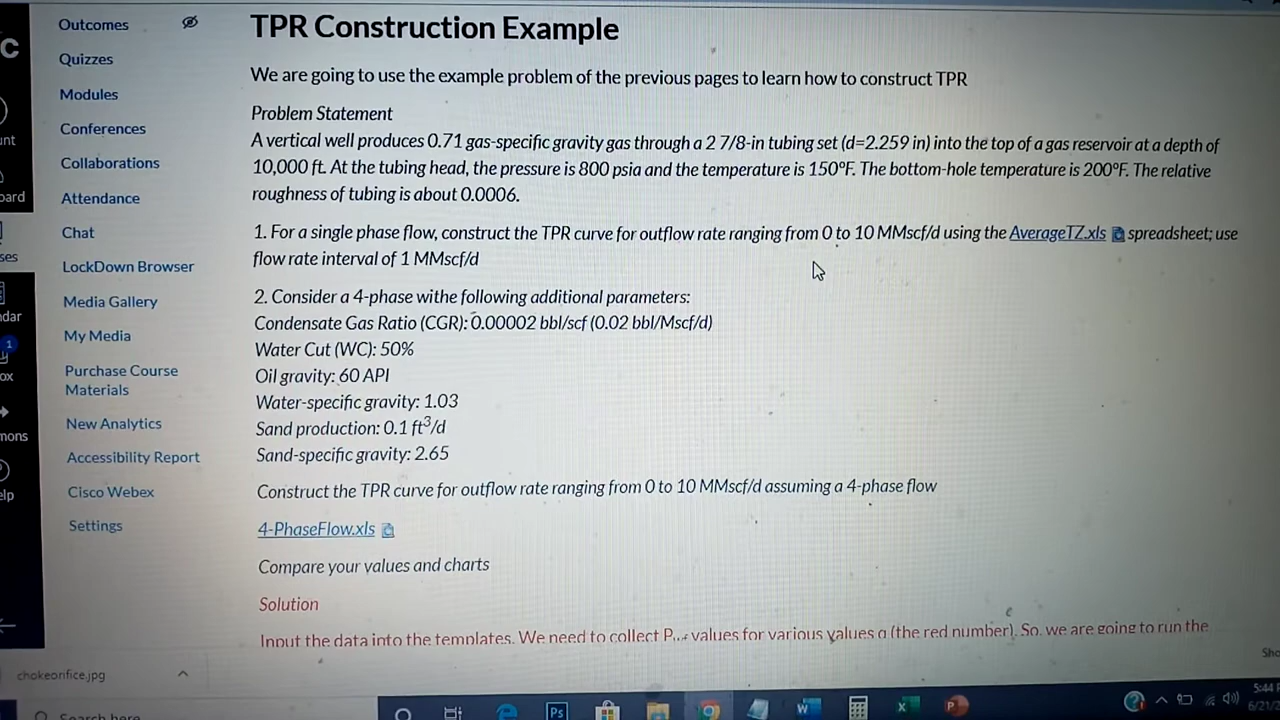 Outcomes
Quizzes
Modules
Conferences
Collaborations
Attendance
Chat
LockDown Browser
Media Gallery
My Media
Purchase Course
Materials
New Analytics
Accessibility Report
Cisco Webex
Settings
TPR Construction Example
We are going to use the example problem of the previous pages to learn how to construct TPR
Problem Statement
A vertical well produces 0.71 gas-specific gravity gas through a 2 7/8-in tubing set (d=2.259 in) into the top of a gas reservoir at a depth of
10,000 ft. At the tubing head, the pressure is 800 psia and the temperature is 150°F. The bottom-hole temperature is 200°F. The relative
roughness of tubing is about 0.0006.
1. For a single phase flow, construct the TPR curve for outflow rate ranging from 0 to 10 MMscf/d using the AverageTZ.xls spreadsheet; use
flow rate interval of 1 MMscf/d
2. Consider a 4-phase withe following additional parameters:
Condensate Gas Ratio (CGR): 0.00002 bbl/scf (0.02 bbl/Mscf/d)
Water Cut (WC): 50%
Oil gravity: 60 API
Water-specific gravity: 1.03
Sand production: 0.1 ft³/d
Sand-specific gravity: 2.65
Construct the TPR curve for outflow rate ranging from 0 to 10 MMscf/d assuming a 4-phase flow
4-PhaseFlow.xls
Compare your values and charts
Solution
Input the data into the templates. We need to collect P values for various values q (the red number). So, we are going to run the
chokeorifice.jpg
Search here
5:44
6/21/